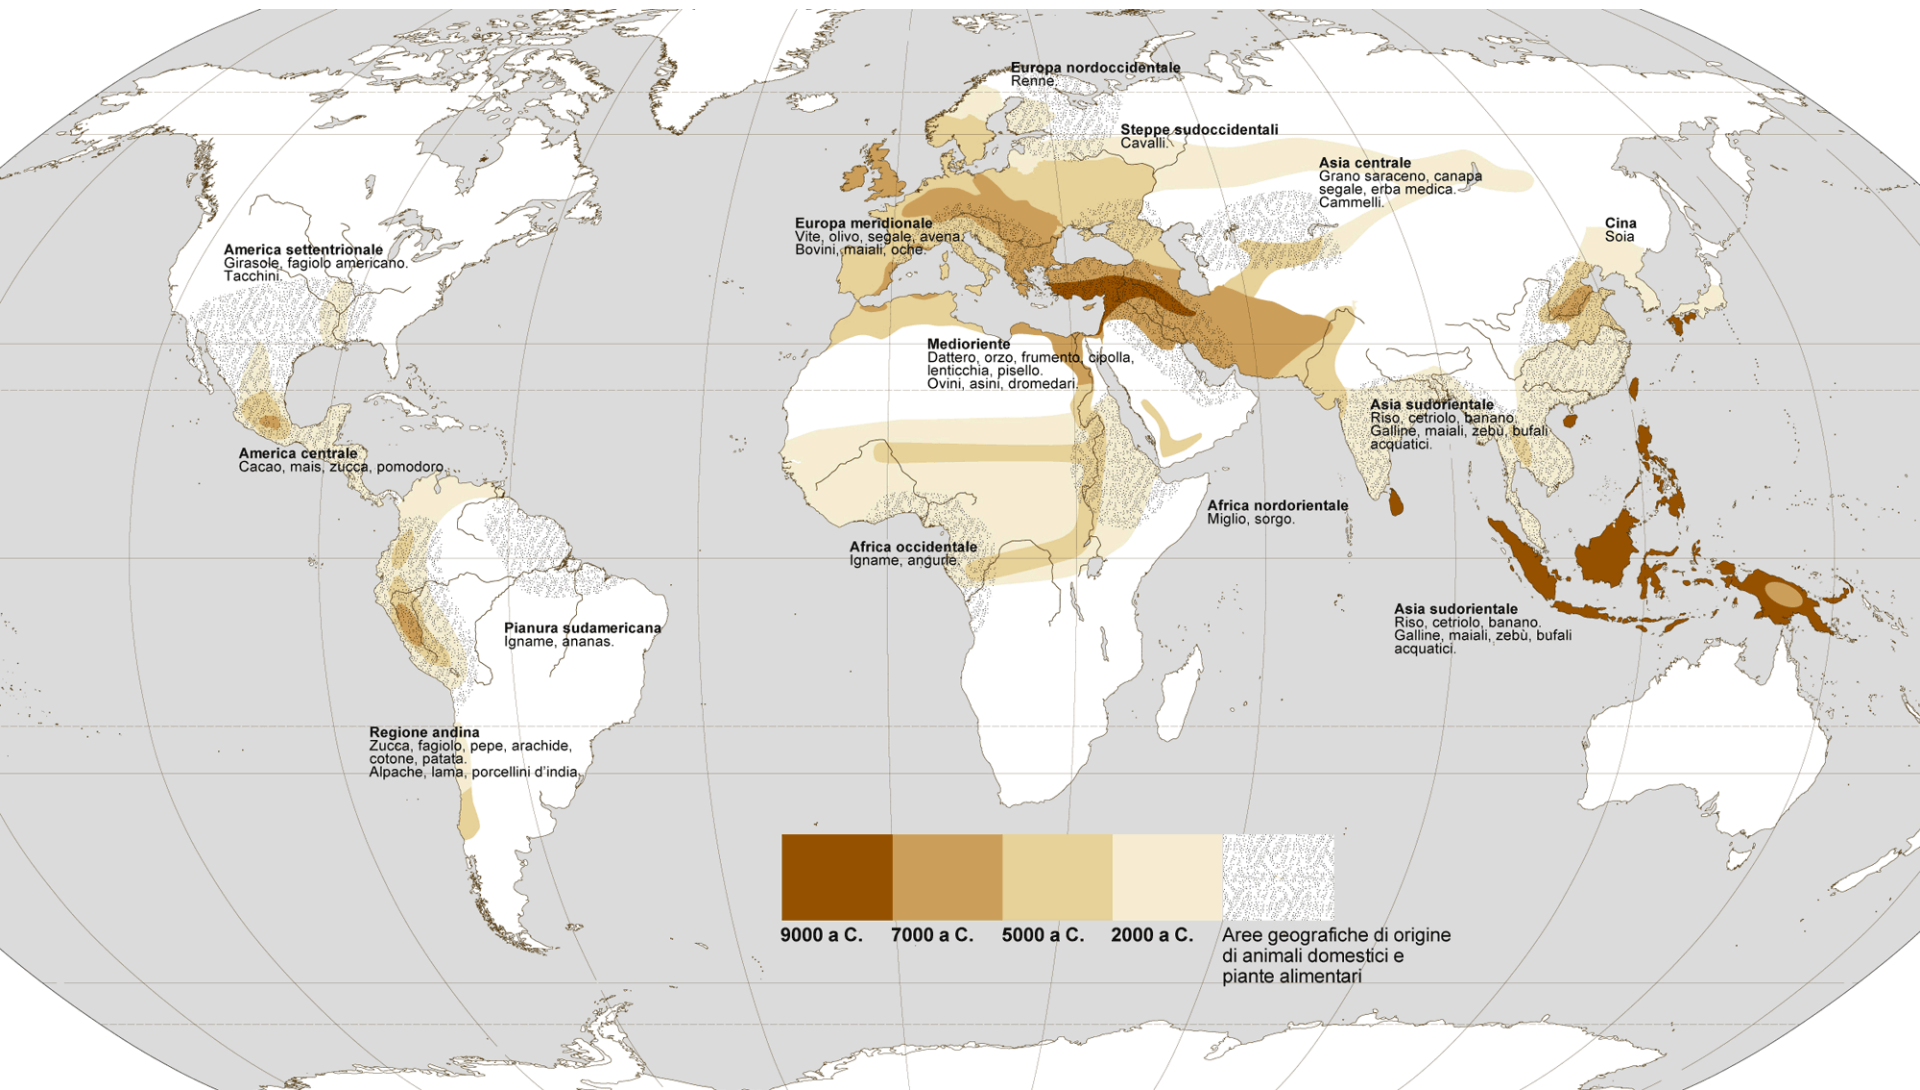 Europa nordoccidentale
Renne.
Steppe sudoccidentali
Cavalli.
Asia centrale
Grano saraceno, canapa
segale, erba medica.
Cammelli.
Europa meridionale
Vite, olivo, segale, avena.
Bovini, maiali, oche.
Cina
Soia
America settentrionale
Girasole, fagiolo americano.
Tacchini.
Medioriente
Dattero, orzo, frumento, cipolla,
lenticchia, pisello.
Ovini, asini, dromedari.
Asia sudorientale
Riso, cetriolo, banano.
Galline, maiali, zebù, bufali
acquatici.
America centrale
Cacao, mais, zucca, pomodoro.
Africa nordorientale
Miglio, sorgo.
Africa occidentale
Igname, angurie.
Asia sudorientale
Riso, cetriolo, banano.
Galline, maiali, zebù, bufali
acquatici.
Pianura sudamericana
Igname, ananas.
Regione andina
Zucca, fagiolo, pepe, arachide,
cotone, patata.
Alpache, lama, porcellini d'india.
9000 a C. 7000 a C. 5000 a C. 2000 a C.
Aree geografiche di origine
di animali domestici e
piante alimentari